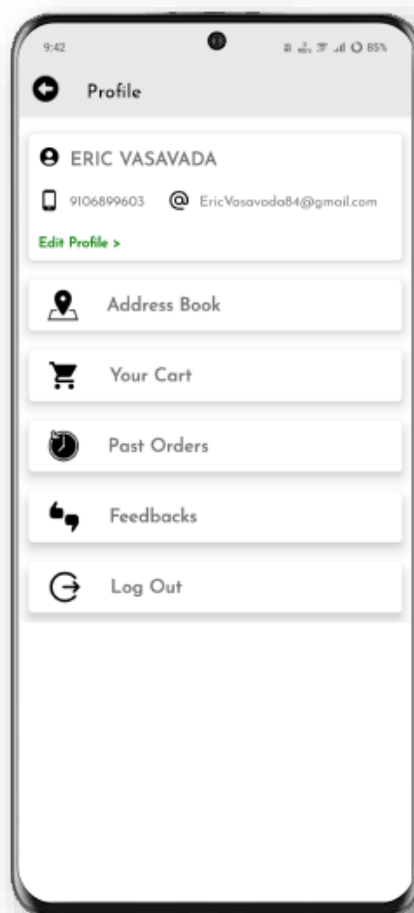 9:42 85%
Profile
ERIC VASAVADA
9106899603 EricVasavada84@gmail.com
Edit Profile >
Address Book
Your Cart
Past Orders
Feedbacks
Log Out